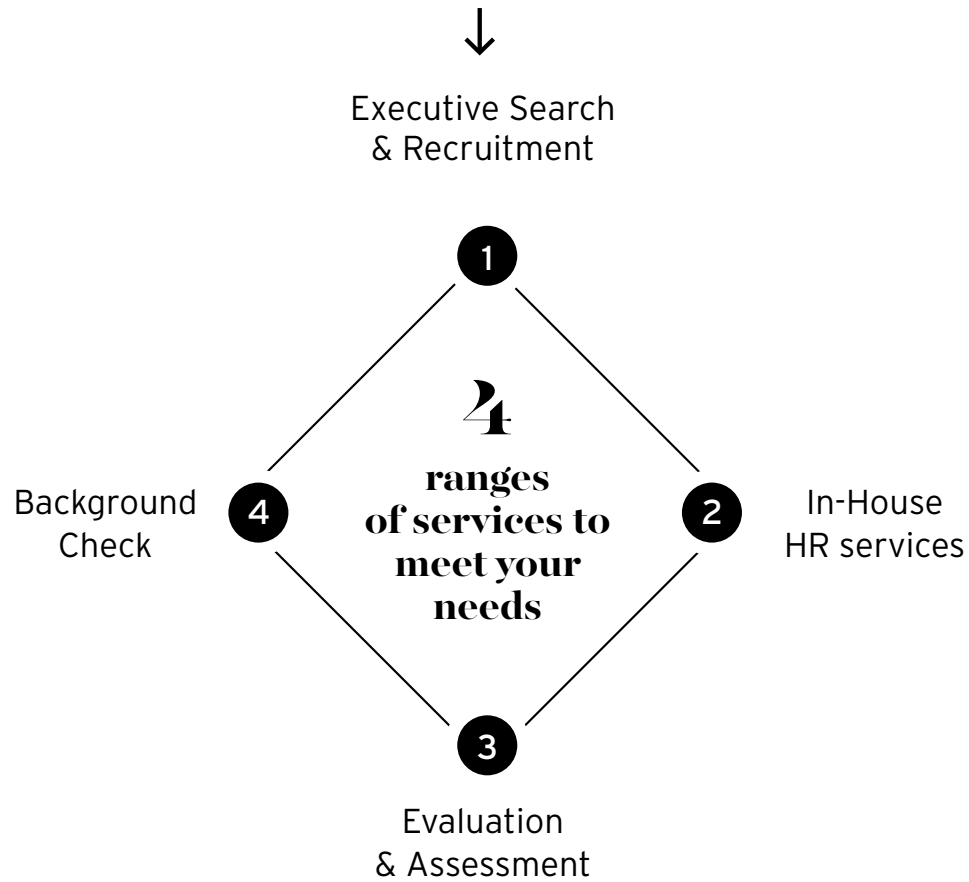 Executive Search
& Recruitment
1
4
ranges
of services to
meet your
needs
Background
Check
4
2
In-House
HR services
3
Evaluation
& Assessment